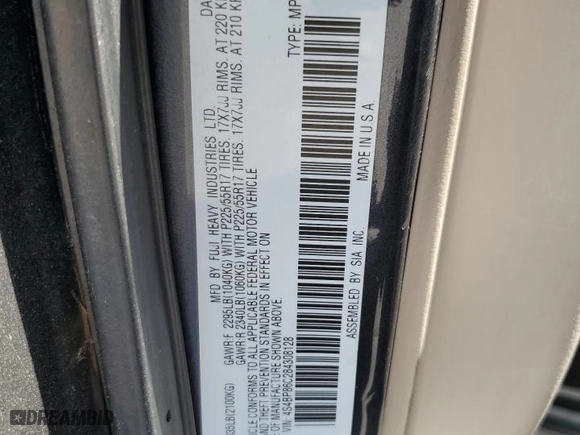 MFD BY FUJI HEAVY INDUSTRIES LTD. DA
GAWR:F 2295LB(1040KG) WITH P225/55R17 TIRES. 17X7JJ RIMS. AT 220 K
GAWR:R 2340LB(1060KG) WITH P225/55R17 TIRES. 17X7JJ RIMS. AT 210 K
35LB(2100KG)
VEHICLE CONFORMS TO ALL APPLICABLE FEDERAL MOTOR VEHICLE
AND THEFT PREVENTION STANDARDS IN EFFECT ON
OF MANUFACTURE SHOWN ABOVE.
VIN: 4S4BP86C284308128 TYPE: MP
ASSEMBLED BY SIA INC. MADE IN U.S.A.